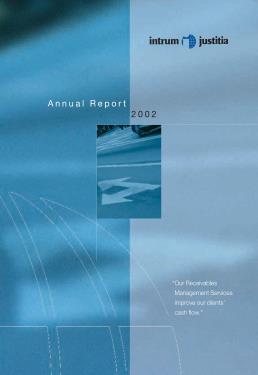 intrum justitia
Annual Report
2002
"Our Receivables
Management Services
improve our clients'
cash flow."